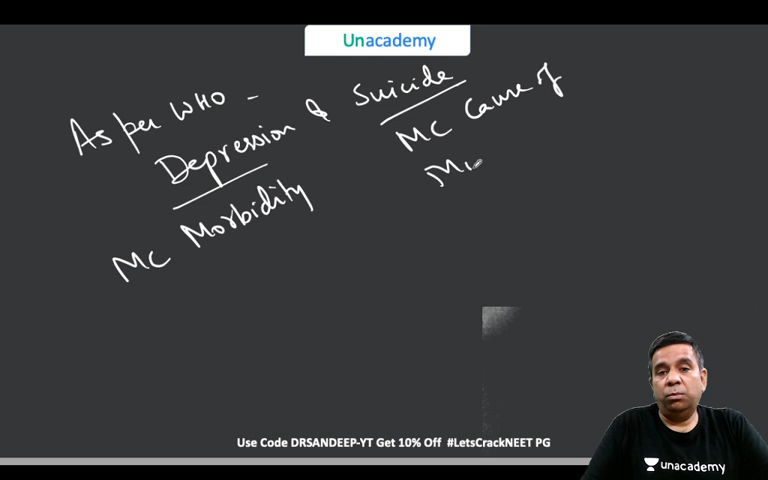 Unacademy
As per WHO -
Depression & Suicide
MC Morbidity
MC Cause of
Use Code DRSANDEEP-YT Get 10% Off #LetsCrackNEET PG
unacademy